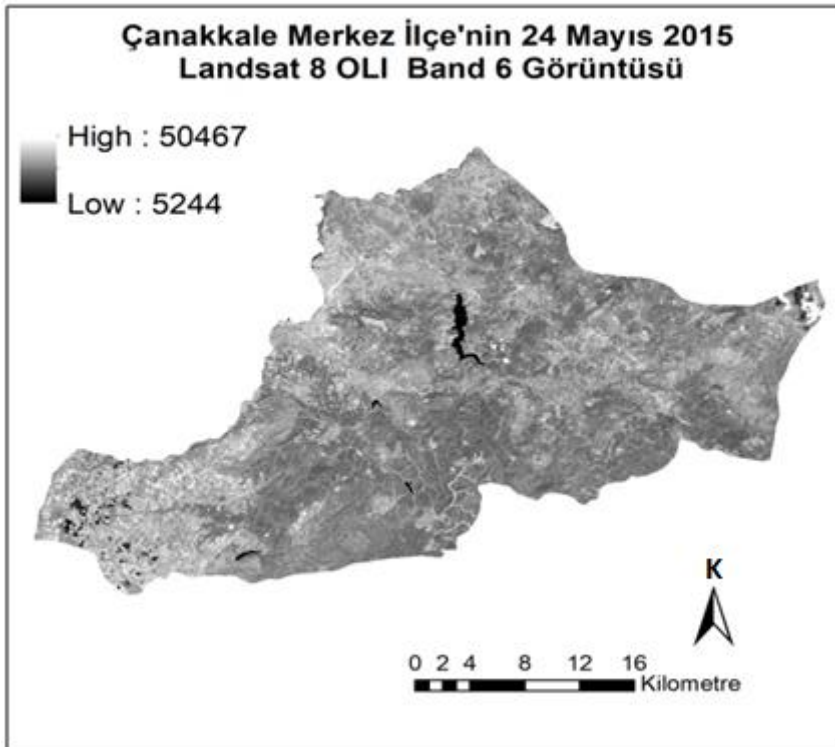 Çanakkale Merkez İlçe'nin 24 Mayıs 2015
Landsat 8 OLI Band 6 Görüntüsü
High : 50467
Low : 5244
K
0 2 4 8 12 16
Kilometre